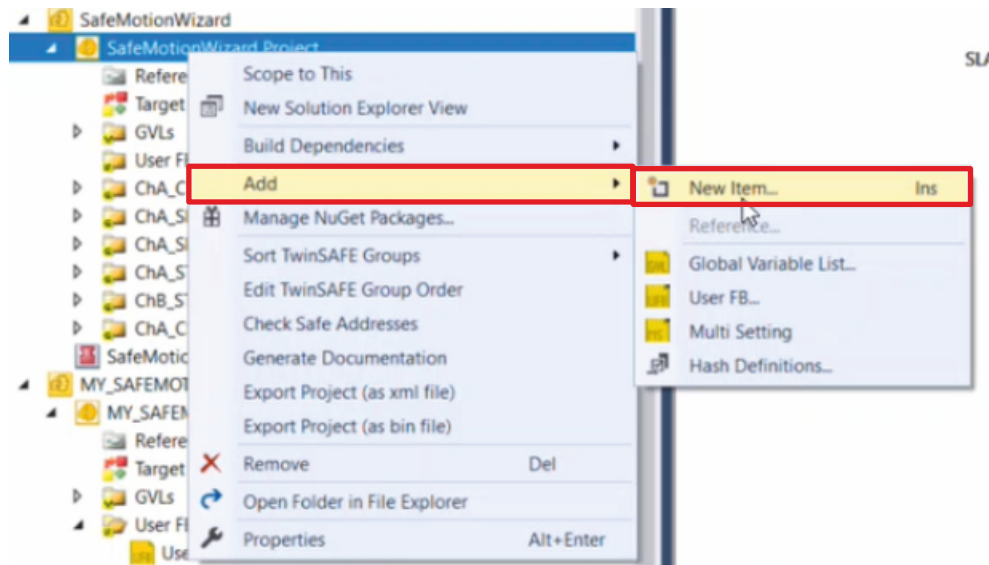 SafeMotionWizard
SafeMotionWizard Project
Refere
Scope to This
Target
New Solution Explorer View
GVLs
Build Dependencies
User F
Add
New Item...
Ins
ChA_C
Manage NuGet Packages...
Reference...
ChA_S
Sort TwinSAFE Groups
Global Variable List...
ChA_S
Edit TwinSAFE Group Order
User FB...
ChA_S
Check Safe Addresses
Multi Setting
ChB_S
Generate Documentation
Hash Definitions...
ChA_C
Export Project (as xml file)
SafeMotic
Export Project (as bin file)
MY_SAFEMOT
Remove
Del
MY_SAFEM
Open Folder in File Explorer
Refere
Properties
Alt+Enter
Target
GVLs
User F
Use
SLA